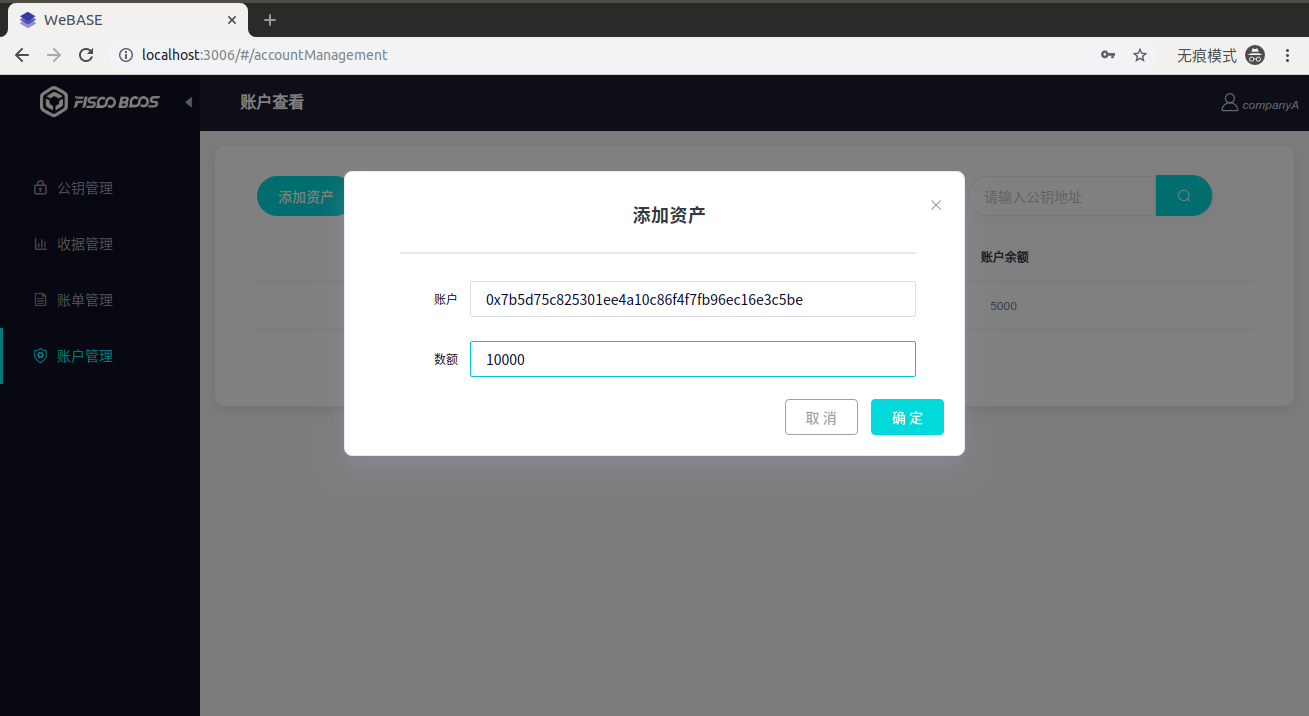 WeBASE
localhost:3006/#/accountManagement
无痕模式
FISCO BCOS
账户查看
companyA
公钥管理
收据管理
账单管理
账户管理
添加资产
请输入公钥地址
账户余额
5000
添加资产
账户 0x7b5d75c825301ee4a10c86f4f7fb96ec16e3c5be
数额 10000
取 消
确 定